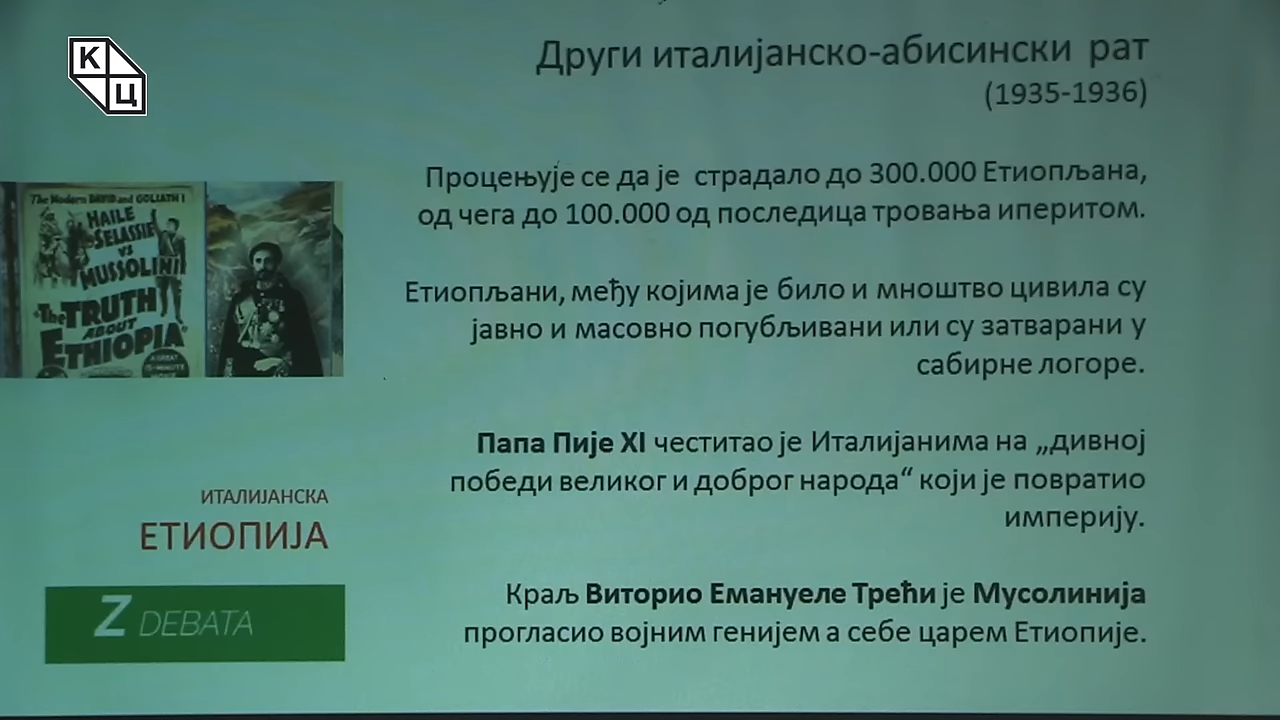 К
Ц
Други италијанско-абисински рат
(1935-1936)
Процењује се да је страдало до 300.000 Етиопљана,
од чега до 100.000 од последица тровања иперитом.
Етиопљани, међу којима је било и мноштво цивила су
јавно и масовно погубљивани или су затварани у
сабирне логоре.
Папа Пије XI честитао је Италијанима на „дивној
победи великог и доброг народа“ који је повратио
империју.
Краљ Виторио Емануеле Трећи је Мусолинија
прогласио војним генијем а себе царем Етиопије.
The Modern DAVID and GOLIATH!
HAILE
SELASSIE
vs
MUSSOLINI
"The TRUTH
ABOUT
ETHIOPIA"
A GREAT
ИТАЛИЈАНСКА
ЕТИОПИЈА
Z DEBATA